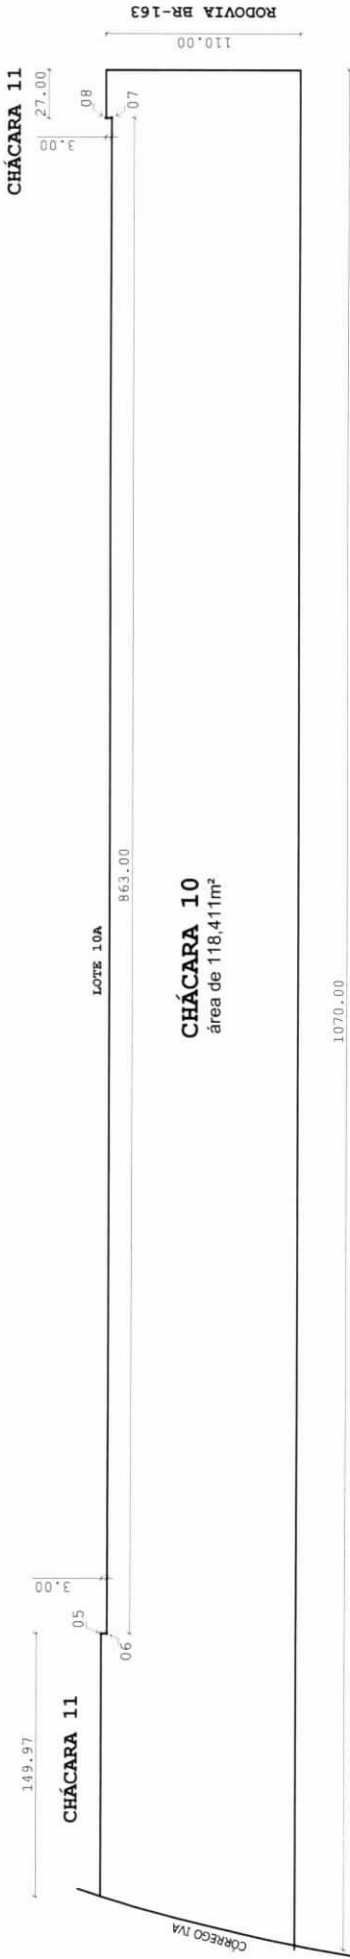 RODOVIA BR-163
110.00
CHÁCARA 11
27.00
3.00
08
07
LOTE 10A
863.00
CHÁCARA 10
área de 118,411m²
1070.00
3.00
05
06
149.97
CHÁCARA 11
CÓRREGO IVA